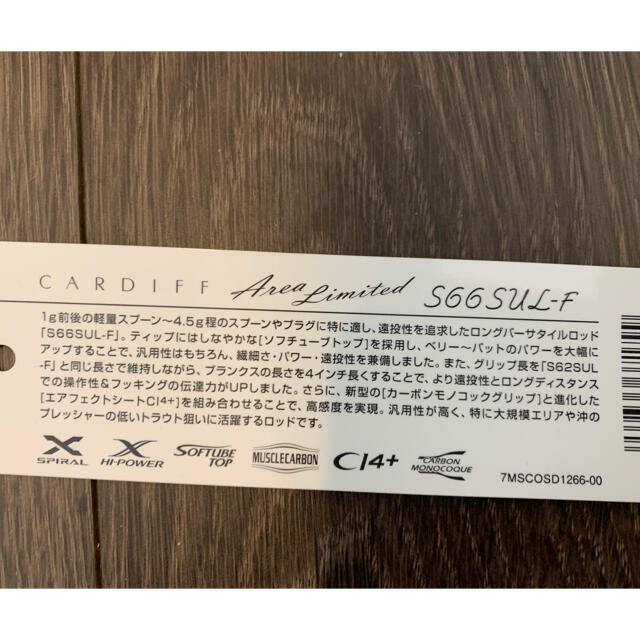 CARDIFF Area Limited S66SUL-F
1g前後の軽量スプーン～4.5g程のスプーンやプラグに特に適し、遠投性を追求したロングバーサタイルロッド
「S66SUL-F」。ティップにはしなやかな[ソフチューブトップ]を採用し、ベリー～バットのパワーを大幅に
アップすることで、汎用性はもちろん、繊細さ・パワー・遠投性を兼備しました。また、グリップ長を「S62SUL
-F」と同じ長さで維持しながら、ブランクスの長さを4インチ長くすることで、より遠投性とロングディスタンス
での操作性&フッキングの伝達力がUPしました。さらに、新型の[カーボンモノコックグリップ]と進化した
[エアフェクトシートCI4+]を組み合わせることで、高感度を実現。汎用性が高く、特に大規模エリアや沖の
プレッシャーの低いトラウト狙いに活躍するロッドです。
X SPIRAL X HI-POWER SOFTUBE TOP MUSCLECARBON CI4+ CARBON MONOCOQUE
7MSCOSD1266-00